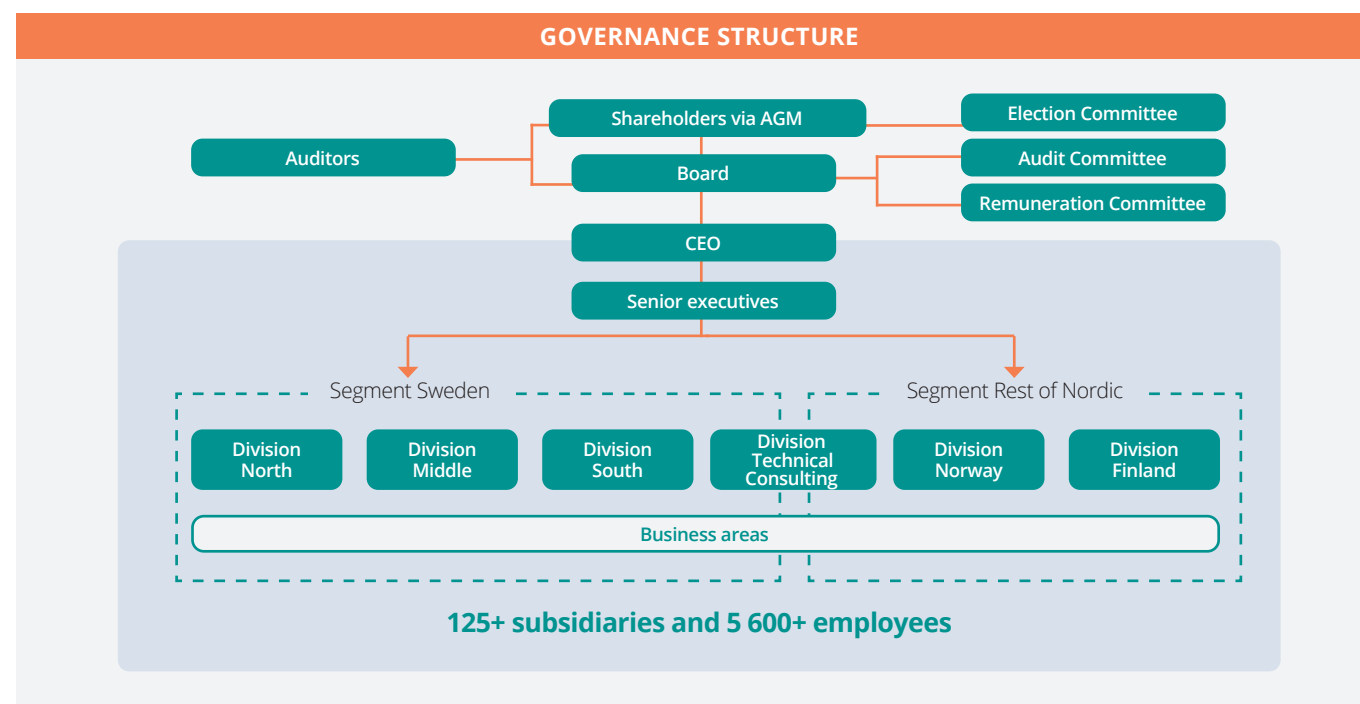 GOVERNANCE STRUCTURE
Shareholders via AGM
Election Committee
Auditors
Board
Audit Committee
Remuneration Committee
CEO
Senior executives
Segment Sweden
Segment Rest of Nordic
Division
North
Division
Middle
Division
South
Division
Technical
Consulting
Division
Norway
Division
Finland
Business areas
125+ subsidiaries and 5 600+ employees